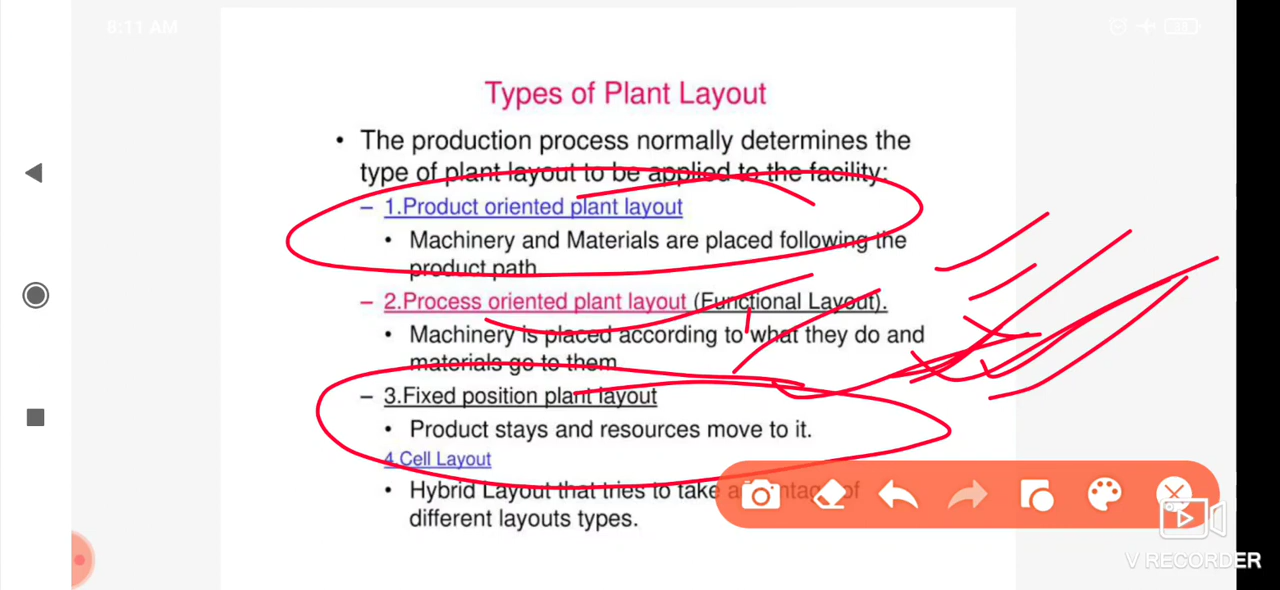 8:11 AM
Types of Plant Layout
• The production process normally determines the
type of plant layout to be applied to the facility:
– 1.Product oriented plant layout
• Machinery and Materials are placed following the
product path
– 2.Process oriented plant layout (Functional Layout).
• Machinery is placed according to what they do and
materials go to them
– 3.Fixed position plant layout
• Product stays and resources move to it.
4 Cell Layout
• Hybrid Layout that tries to take of
different layouts types.
V RECORDER